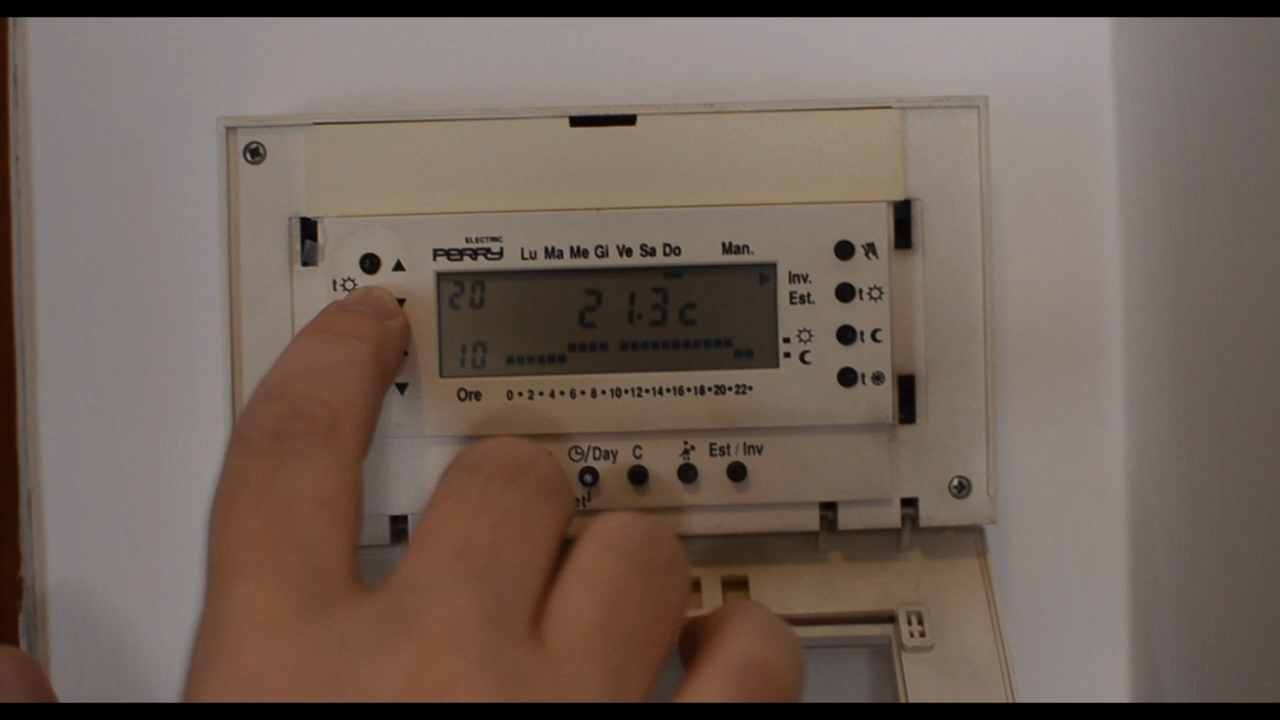 ELECTRIC
PERRY
Lu Ma Me Gi Ve Sa Do Man.
t
Inv.
Est.
20
21.3c
10
t
t
t
Ore 0 • 2 • 4 • 6 • 8 • 10 • 12 • 14 • 16 • 18 • 20 • 22 •
/Day C Est / Inv